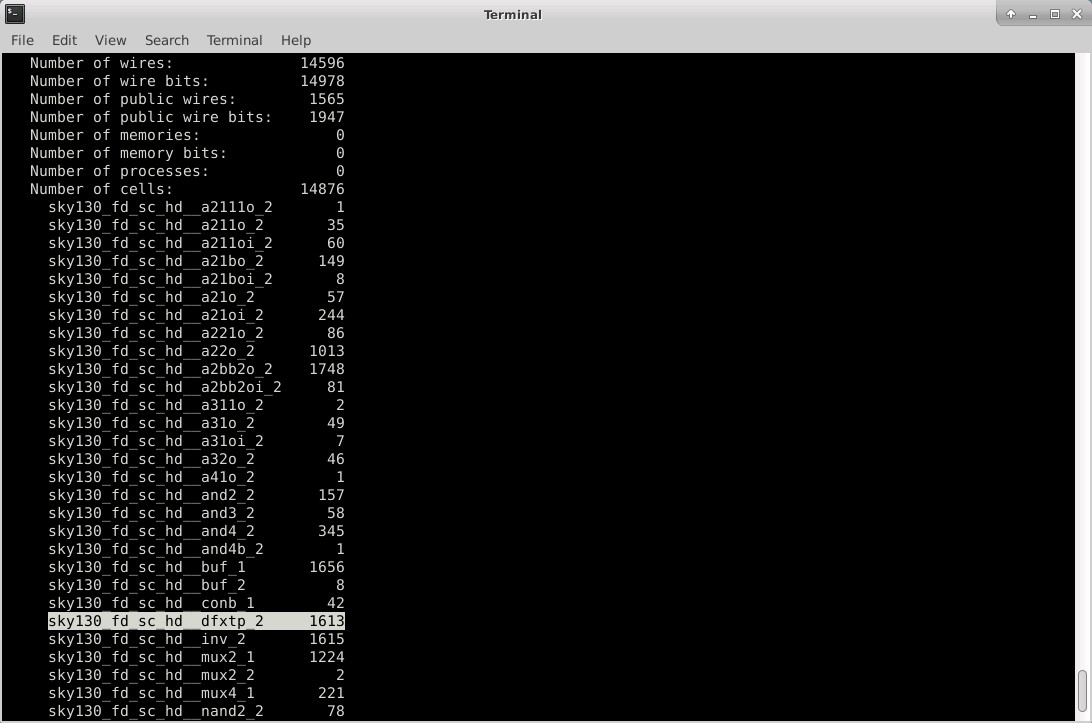 Terminal
File Edit View Search Terminal Help
Number of wires: 14596
Number of wire bits: 14978
Number of public wires: 1565
Number of public wire bits: 1947
Number of memories: 0
Number of memory bits: 0
Number of processes: 0
Number of cells: 14876
sky130_fd_sc_hd__a2111o_2 1
sky130_fd_sc_hd__a211o_2 35
sky130_fd_sc_hd__a211oi_2 60
sky130_fd_sc_hd__a21bo_2 149
sky130_fd_sc_hd__a21boi_2 8
sky130_fd_sc_hd__a21o_2 57
sky130_fd_sc_hd__a21oi_2 244
sky130_fd_sc_hd__a221o_2 86
sky130_fd_sc_hd__a22o_2 1013
sky130_fd_sc_hd__a2bb2o_2 1748
sky130_fd_sc_hd__a2bb2oi_2 81
sky130_fd_sc_hd__a311o_2 2
sky130_fd_sc_hd__a31o_2 49
sky130_fd_sc_hd__a31oi_2 7
sky130_fd_sc_hd__a32o_2 46
sky130_fd_sc_hd__a41o_2 1
sky130_fd_sc_hd__and2_2 157
sky130_fd_sc_hd__and3_2 58
sky130_fd_sc_hd__and4_2 345
sky130_fd_sc_hd__and4b_2 1
sky130_fd_sc_hd__buf_1 1656
sky130_fd_sc_hd__buf_2 8
sky130_fd_sc_hd__conb_1 42
sky130_fd_sc_hd__dfxtp_2 1613
sky130_fd_sc_hd__inv_2 1615
sky130_fd_sc_hd__mux2_1 1224
sky130_fd_sc_hd__mux2_2 2
sky130_fd_sc_hd__mux4_1 221
sky130_fd_sc_hd__nand2_2 78